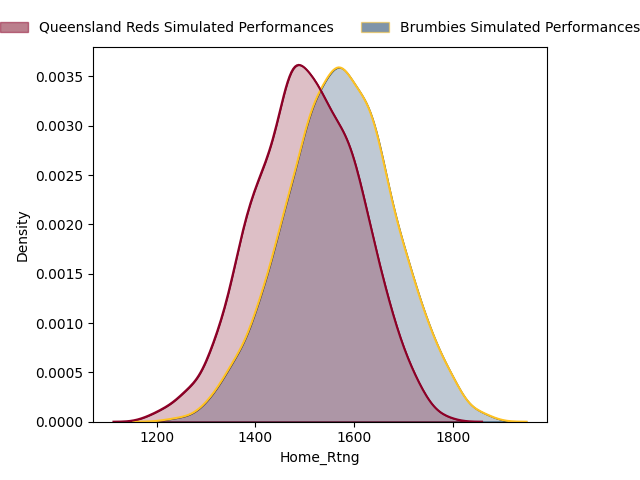 Queensland Reds Simulated Performances Brumbies Simulated Performances
0.0035
0.0030
0.0025
0.0020
0.0015
0.0010
0.0005
0.0000
Density
1200 1400 1600 1800
Home_Rtng